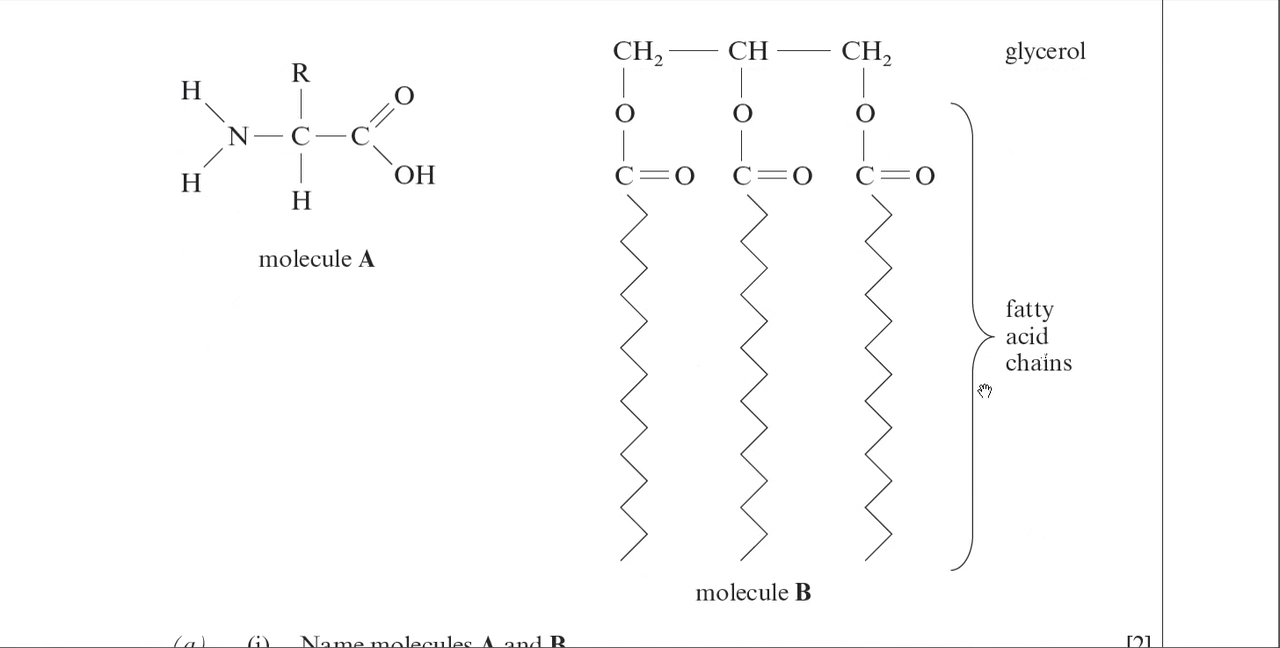 CH₂ CH CH₂ glycerol
R
H O
O O O
N C C
C O C O C O
H OH
H
molecule A
fatty
acid
chains
molecule B
(a) (i) Name molecules A and B [2]